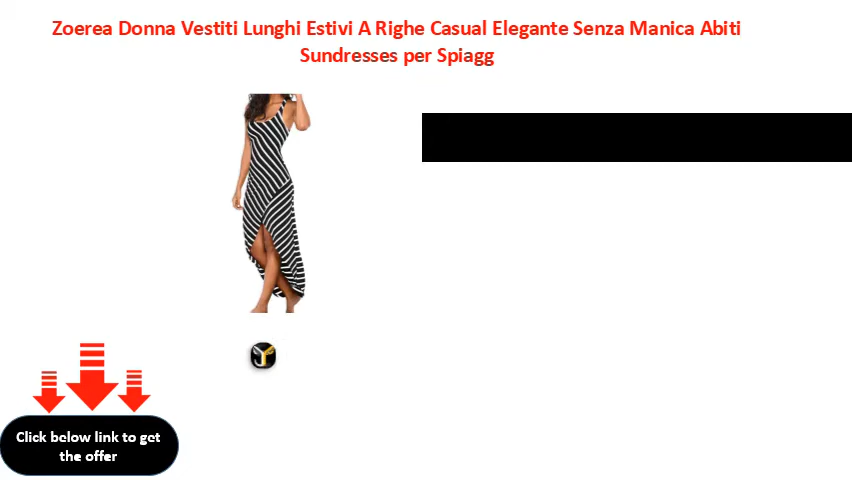 Zoerea Donna Vestiti Lunghi Estivi A Righe Casual Elegante Senza Manica Abiti
Sundresses per Spiagg
Click below link to get
the offer